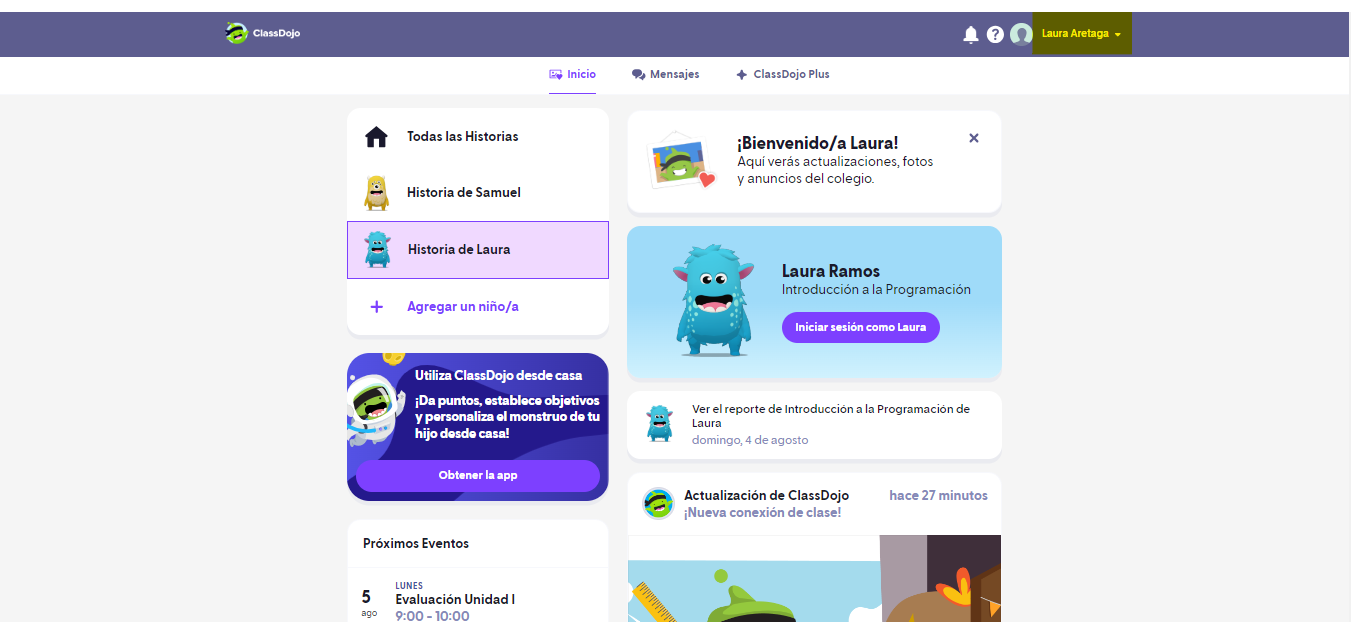 ClassDojo
Laura Aretaga
Inicio
Mensajes
ClassDojo Plus
Todas las Historias
Historia de Samuel
Historia de Laura
+ Agregar un niño/a
Utiliza ClassDojo desde casa
¡Da puntos, establece objetivos
y personaliza el monstruo de tu
hijo desde casa!
Obtener la app
Próximos Eventos
5
ago
LUNES
Evaluación Unidad I
9:00 - 10:00
¡Bienvenido/a Laura!
Aquí verás actualizaciones, fotos
y anuncios del colegio.
Laura Ramos
Introducción a la Programación
Iniciar sesión como Laura
Ver el reporte de Introducción a la Programación de
Laura
domingo, 4 de agosto
Actualización de ClassDojo
hace 27 minutos
¡Nueva conexión de clase!